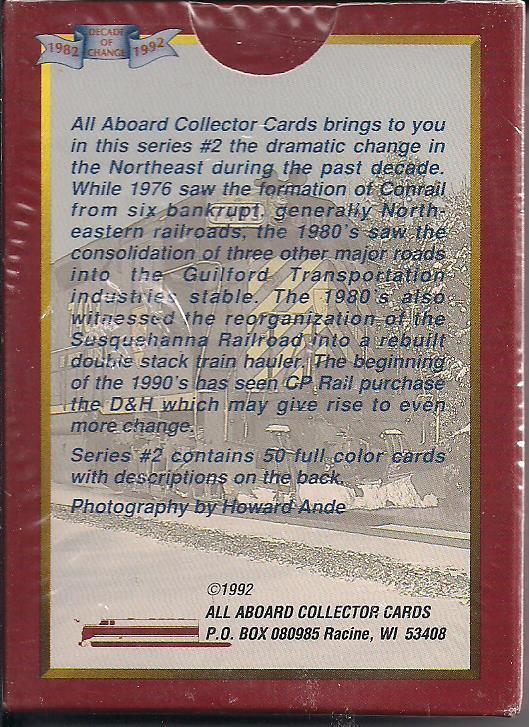 DECADE
OF
CHANGE
1982
1992
All Aboard Collector Cards brings to you
in this series #2 the dramatic change in
the Northeast during the past decade.
While 1976 saw the formation of Conrail
from six bankrupt, generally North-
eastern railroads, the 1980's saw the
consolidation of three other major roads
into the Guilford Transportation
industries stable. The 1980's also
witnessed the reorganization of the
Susquehanna Railroad into a rebuilt
double stack train hauler. The beginning
of the 1990's has seen CP Rail purchase
the D&H which may give rise to even
more change.
Series #2 contains 50 full color cards
with descriptions on the back.
Photography by Howard Ande
©1992
ALL ABOARD COLLECTOR CARDS
P.O. BOX 080985 Racine, WI 53408